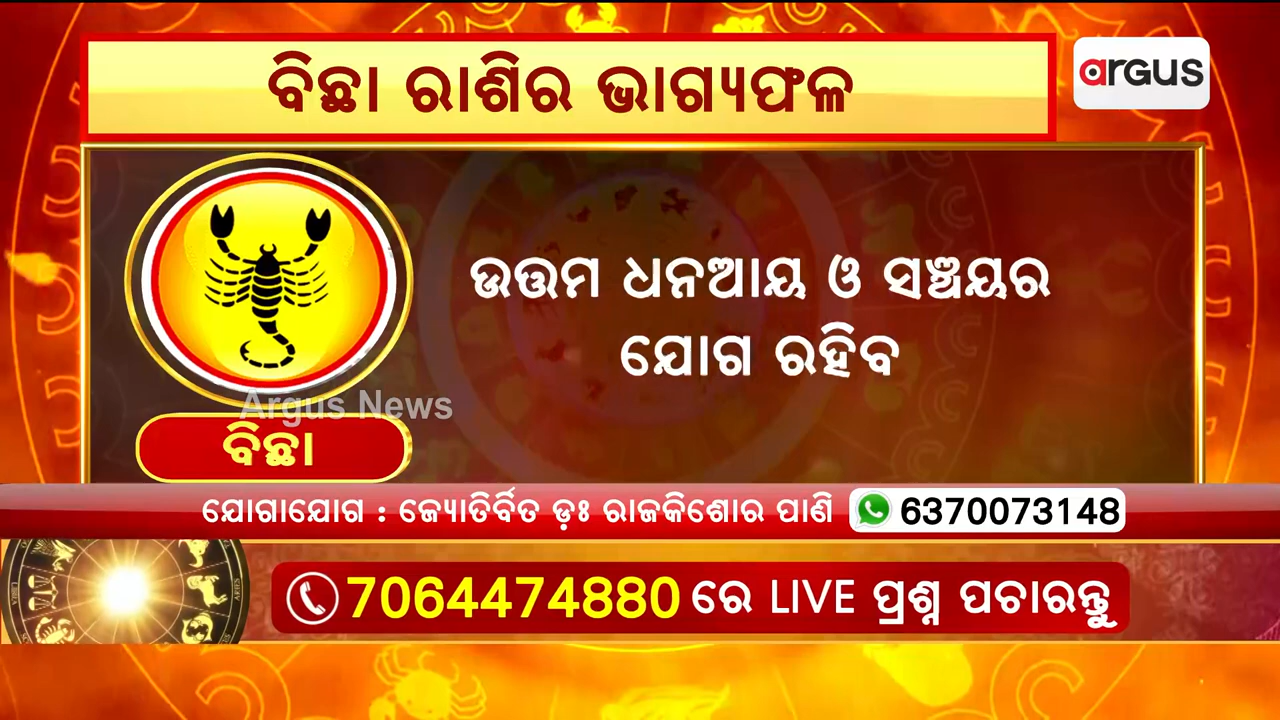 ବିଛା ରାଶିର ଭାଗ୍ୟଫଳ
argus
ଉତ୍ତମ ଧନଆୟ ଓ ସଞ୍ଚୟର
ଯୋଗ ରହିବ
Argus News
ବିଛା
ଯୋଗାଯୋଗ : ଜ୍ୟୋତିର୍ବିତ ଡ଼ଃ ରାଜକିଶୋର ପାଣି 6370073148
7064474880 ରେ LIVE ପ୍ରଶ୍ନ ପଚାରନ୍ତୁ